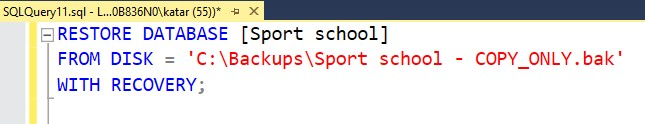 SQLQuery11.sql - L...0B836N0\katar (55))*
RESTORE DATABASE [Sport school]
FROM DISK = 'C:\Backups\Sport school - COPY_ONLY.bak'
WITH RECOVERY;